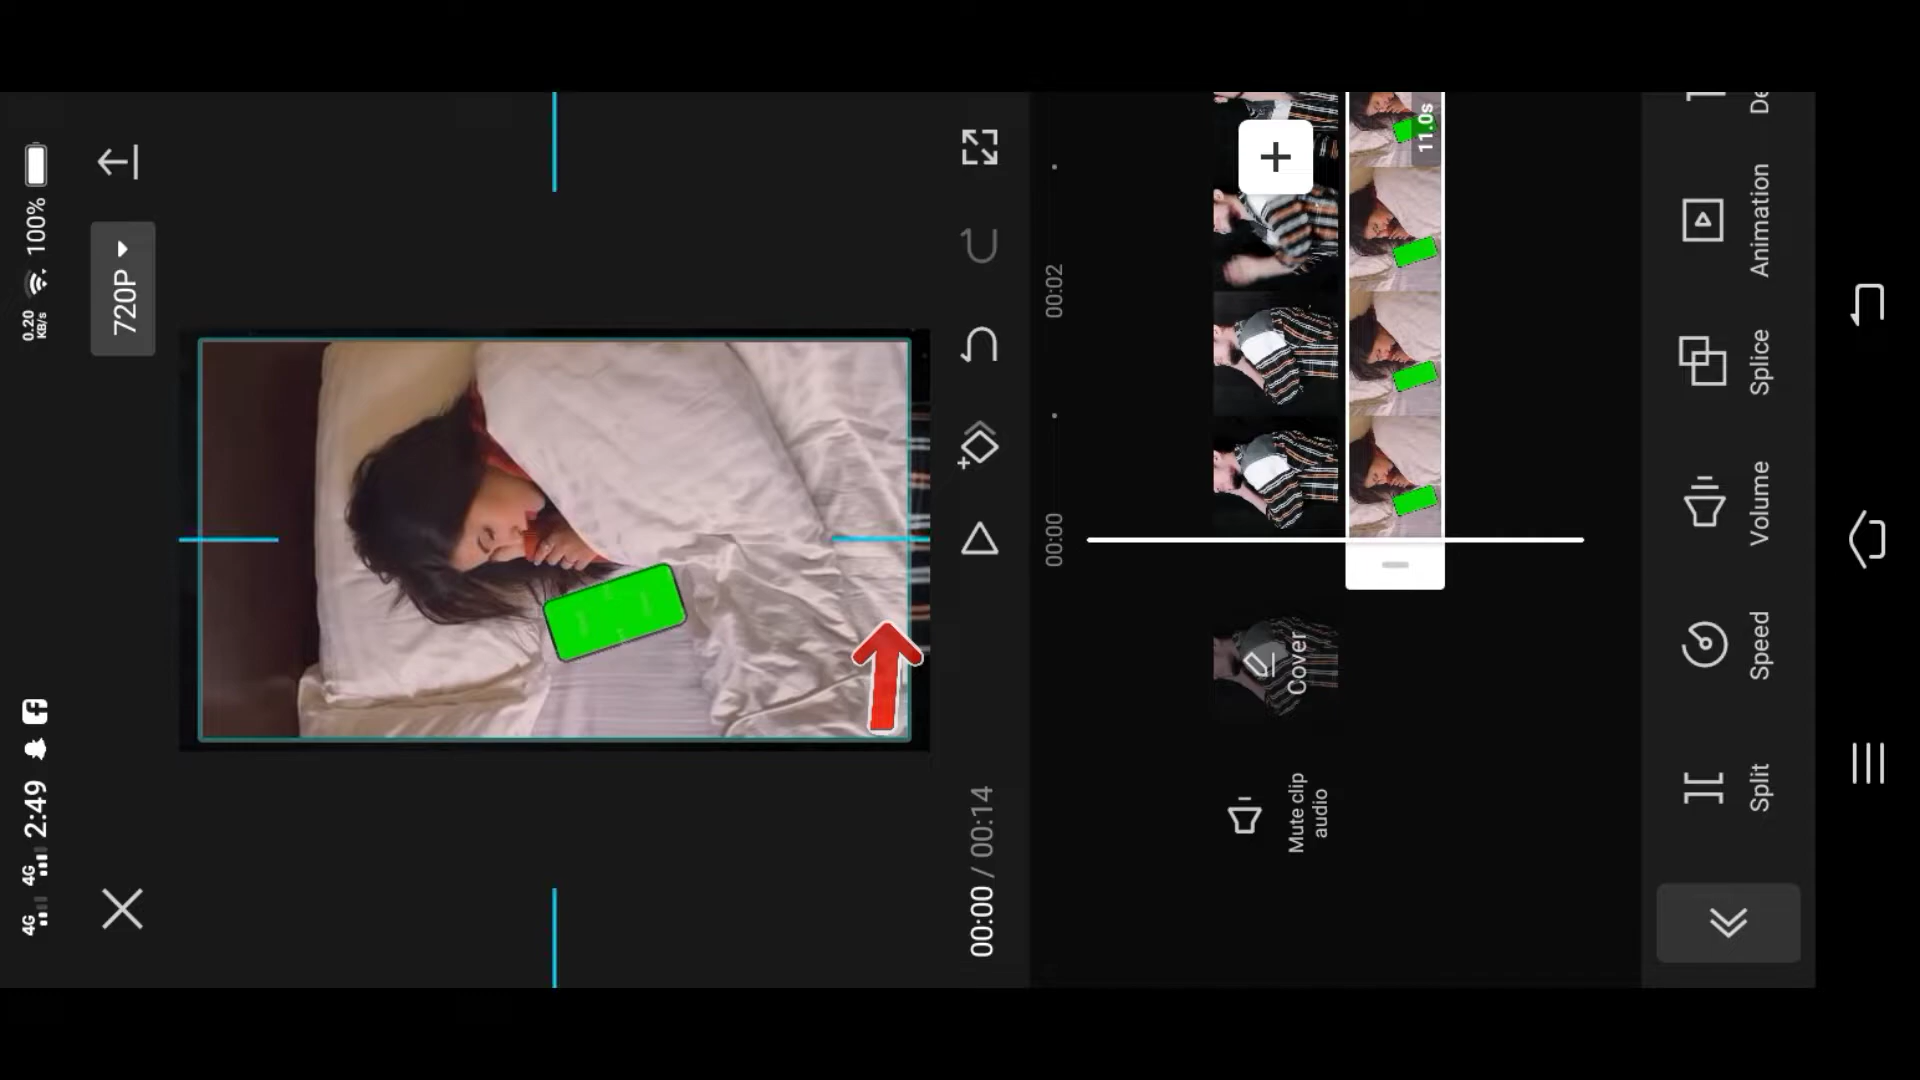 4G 4G 2:49
0.20 KB/s 100%
720P
00:00 / 00:14
00:00
00:02
Mute clip
audio
Cover
11.0s
Split
Speed
Volume
Splice
Animation
De